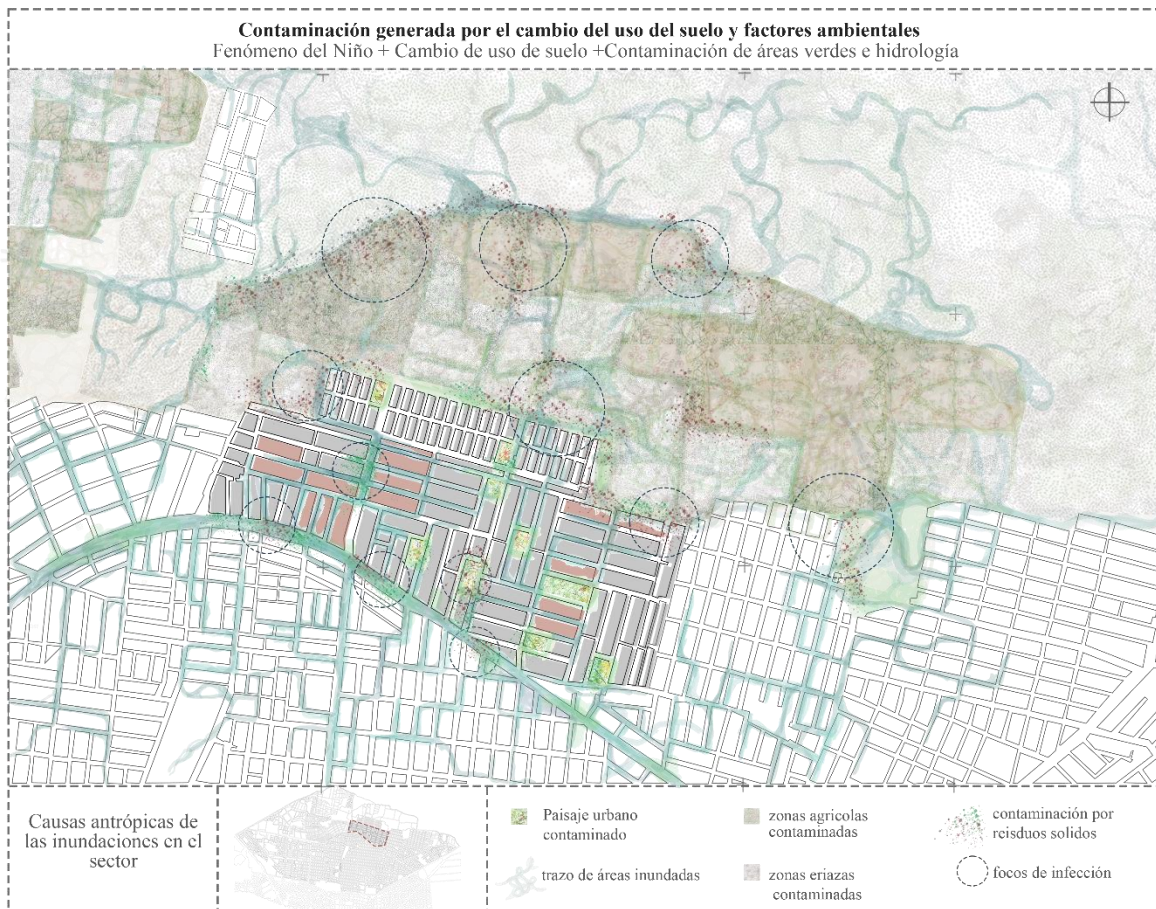 Contaminación generada por el cambio del uso del suelo y factores ambientales
Fenómeno del Niño + Cambio de uso de suelo +Contaminación de áreas verdes e hidrología
Causas antrópicas de
las inundaciones en el
sector
Paisaje urbano
contaminado
trazo de áreas inundadas
zonas agricolas
contaminadas
zonas eriazas
contaminadas
contaminación por
reisduos solidos
focos de infección